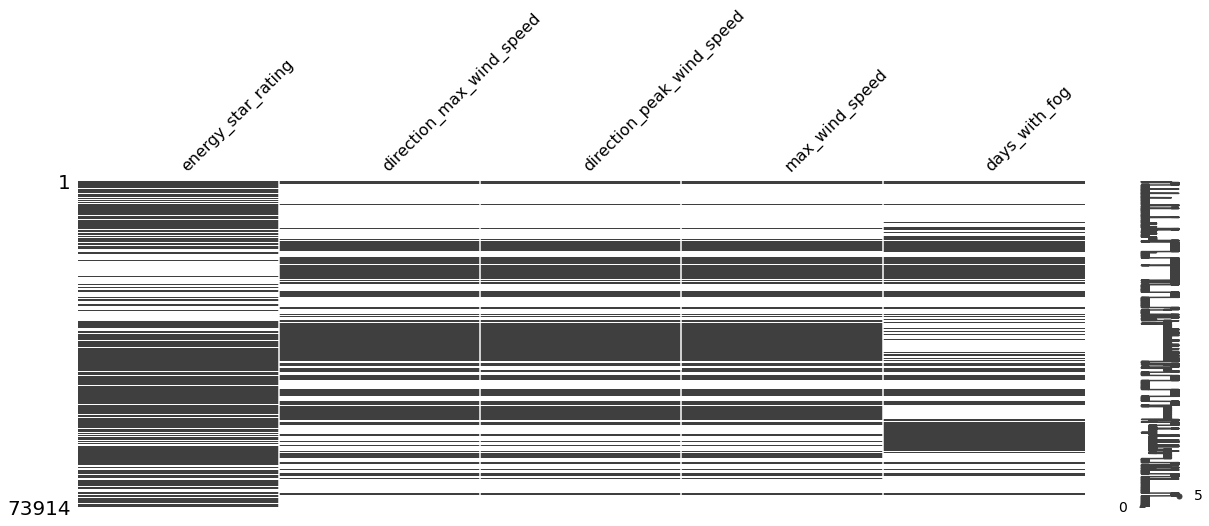 energy_star_rating
direction_max_wind_speed
direction_peak_wind_speed
max_wind_speed
days_with_fog
1
73914
0
5